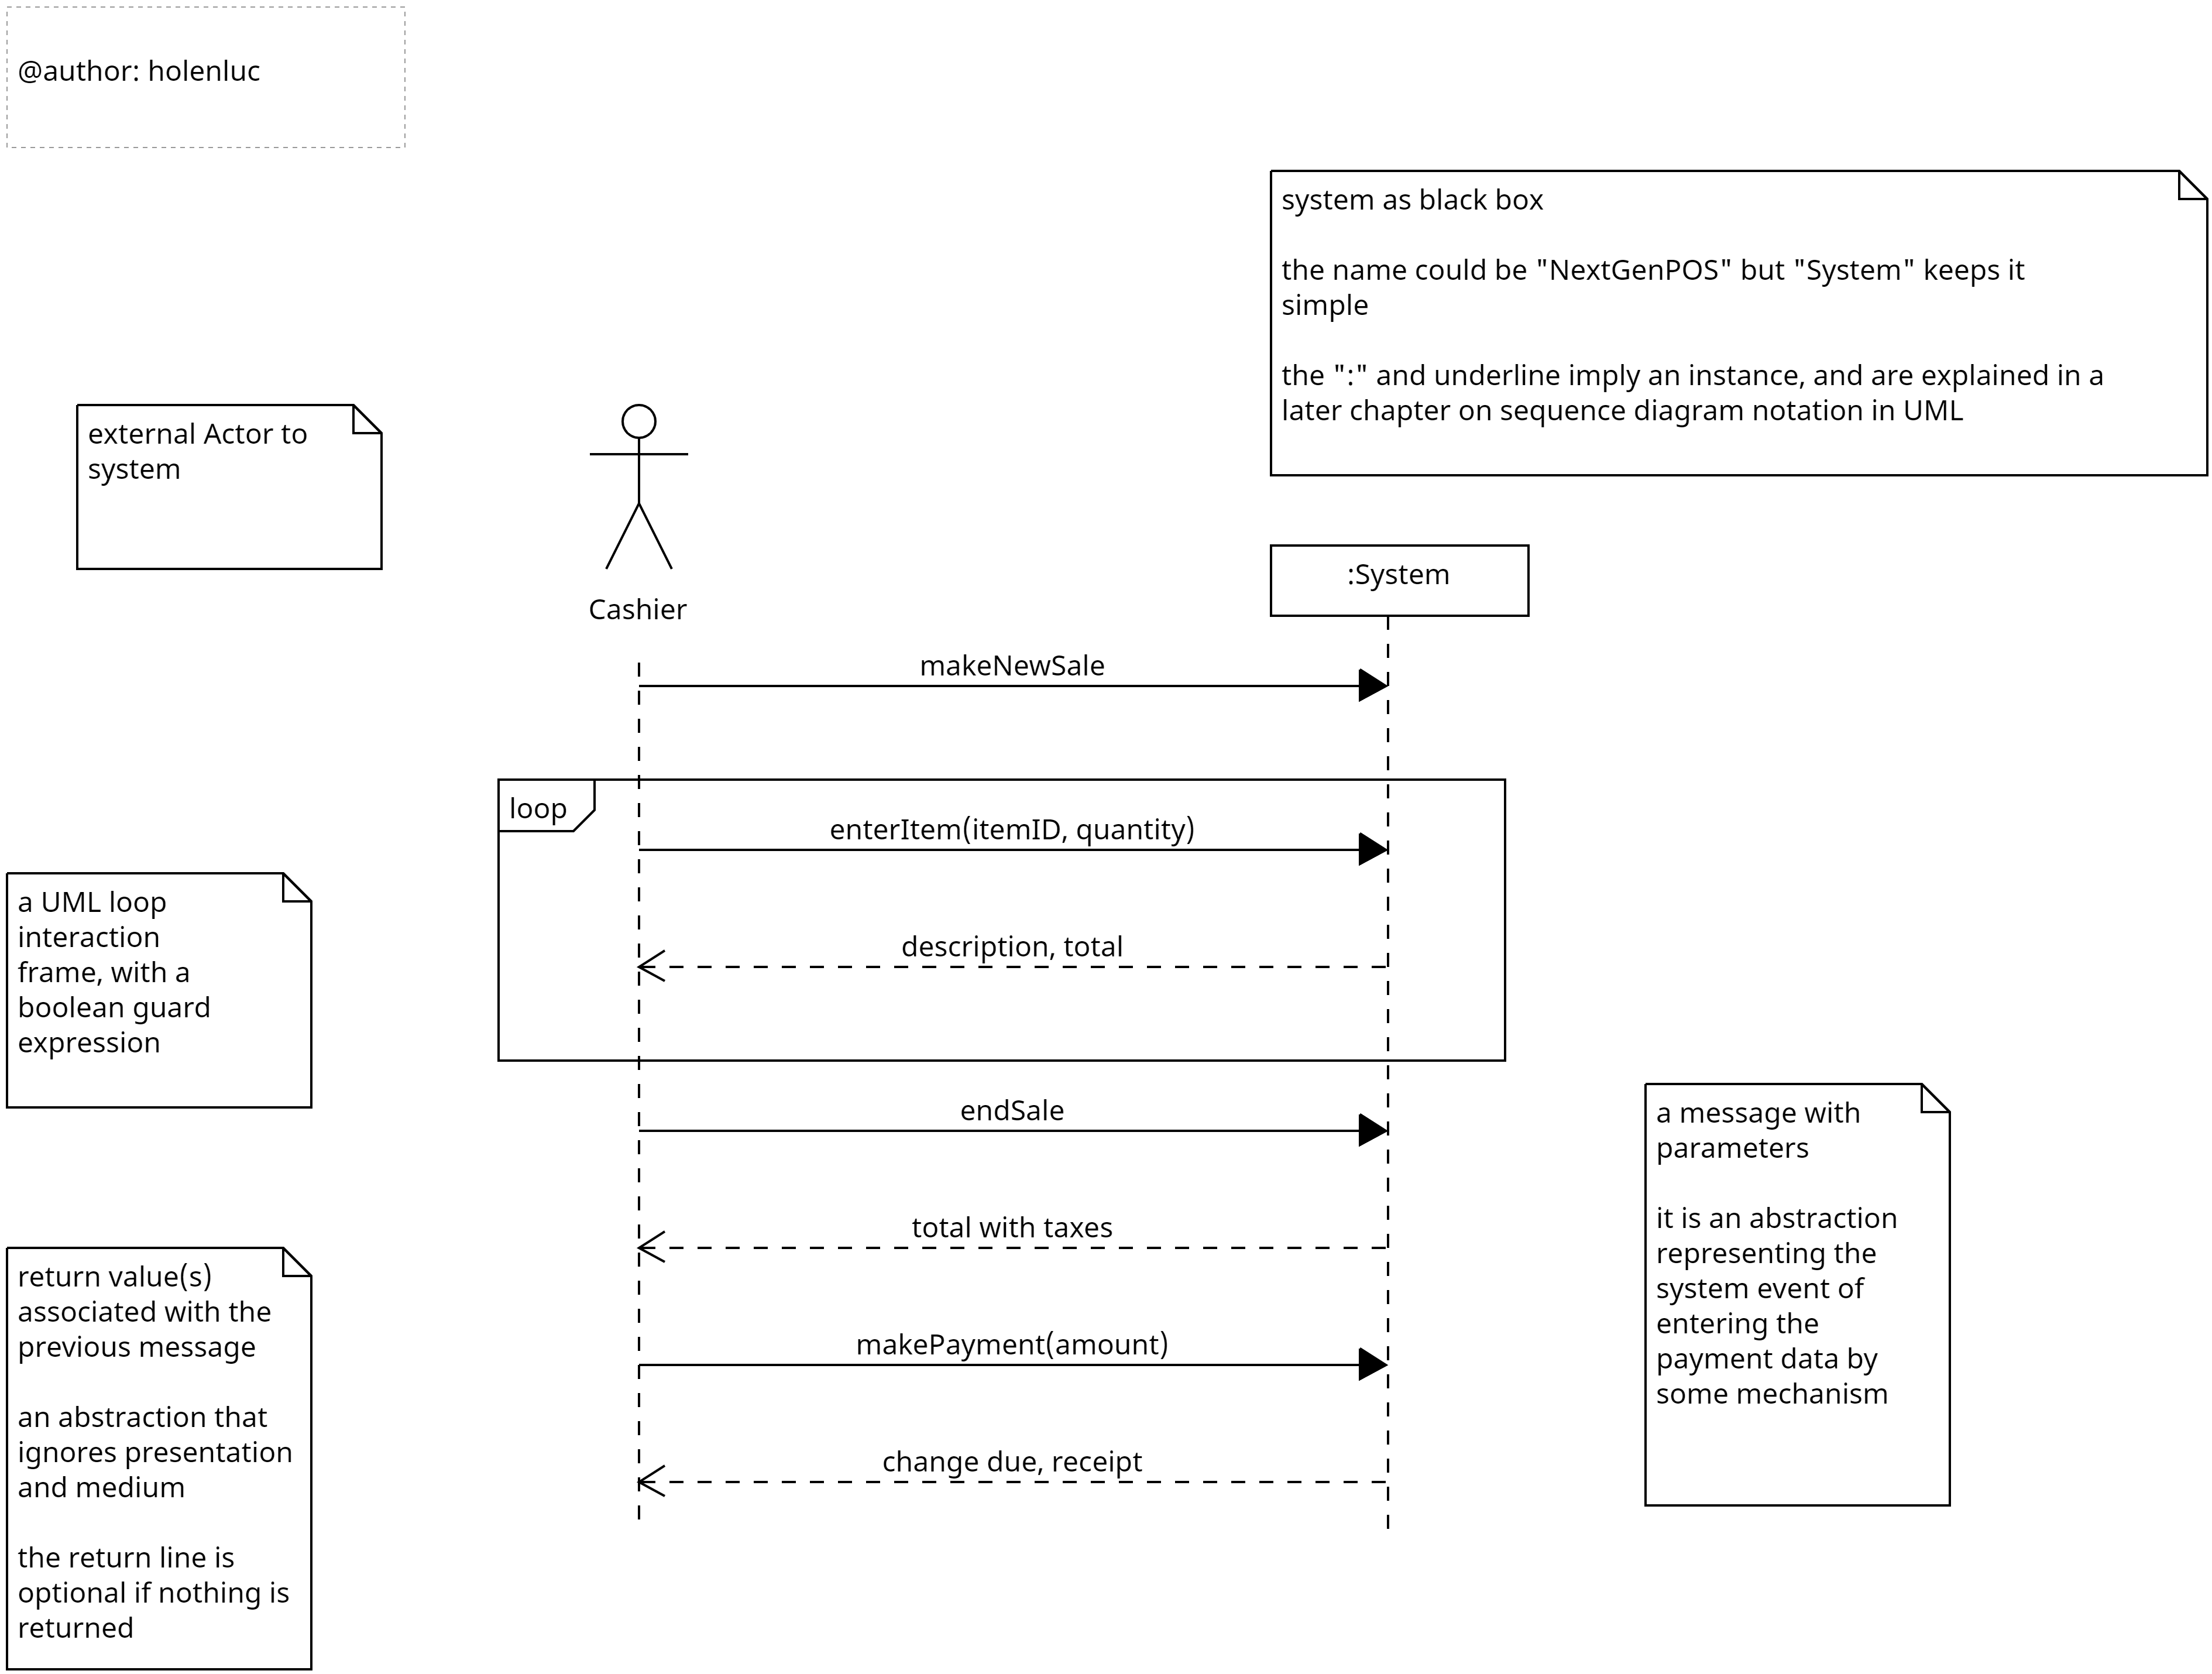 @author: holenluc
system as black box
the name could be "NextGenPOS" but "System" keeps it
simple
the ":" and underline imply an instance, and are explained in a
later chapter on sequence diagram notation in UML
external Actor to
system
Cashier
:System
makeNewSale
loop
enterItem(itemID, quantity)
description, total
a UML loop
interaction
frame, with a
boolean guard
expression
endSale
total with taxes
makePayment(amount)
change due, receipt
a message with
parameters
it is an abstraction
representing the
system event of
entering the
payment data by
some mechanism
return value(s)
associated with the
previous message
an abstraction that
ignores presentation
and medium
the return line is
optional if nothing is
returned